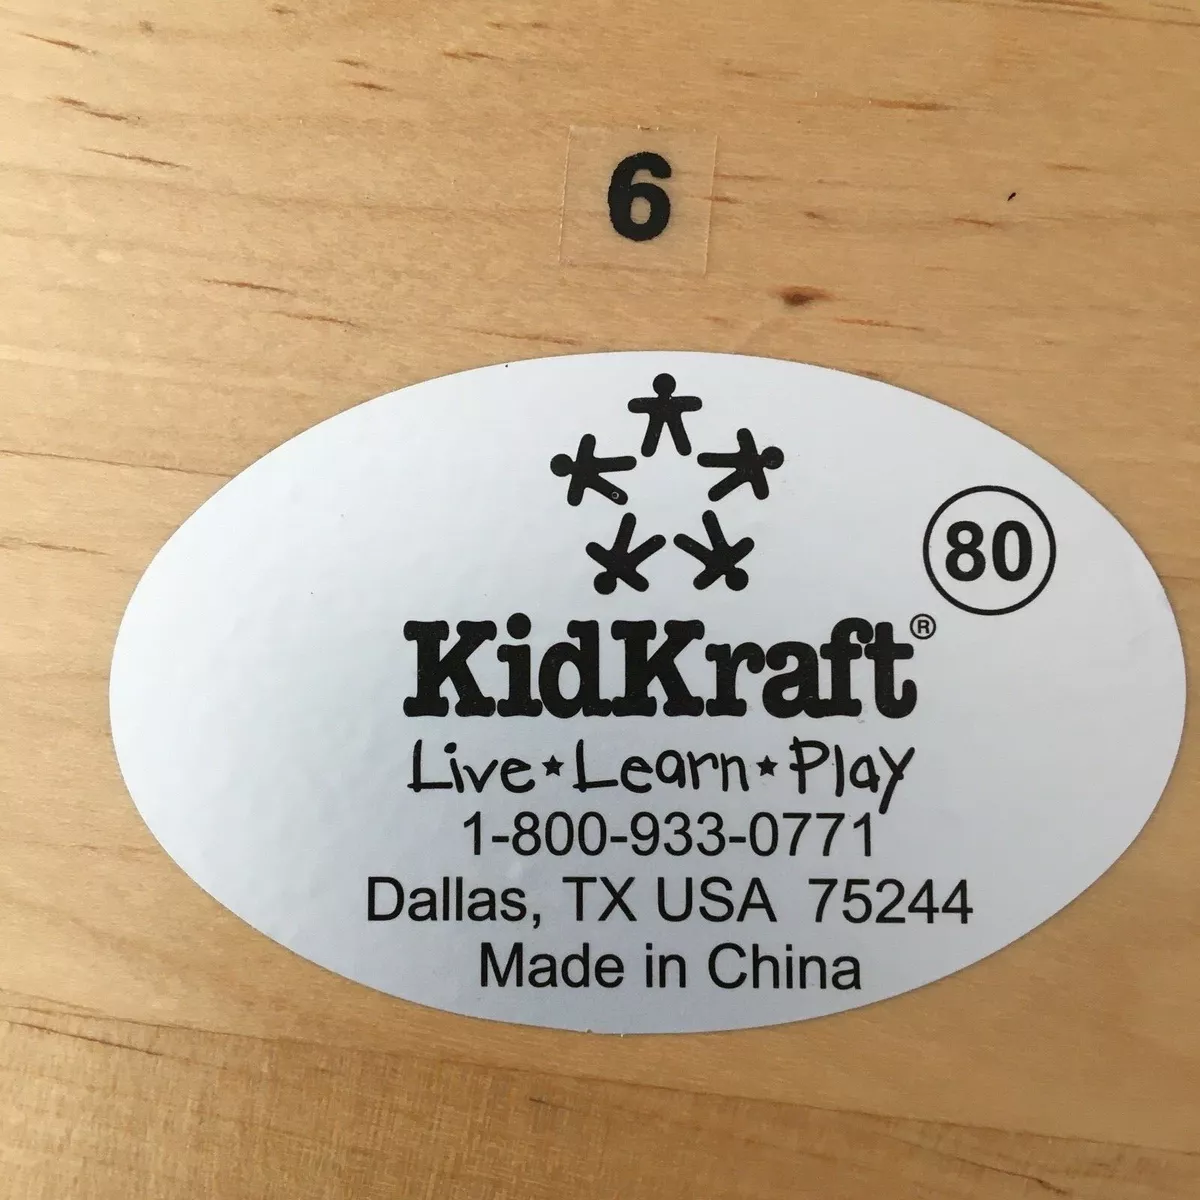 6
80
KidKraft®
Live★Learn★Play
1-800-933-0771
Dallas, TX USA 75244
Made in China